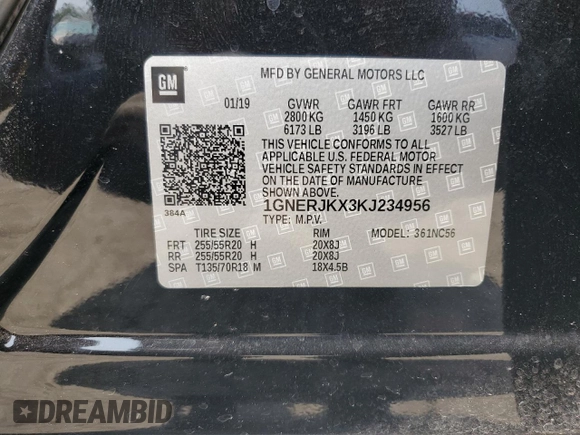 GM
MFD BY GENERAL MOTORS LLC
01/19 GVWR GAWR FRT GAWR RR
2800 KG 1450 KG 1600 KG
6173 LB 3196 LB 3527 LB
THIS VEHICLE CONFORMS TO ALL
APPLICABLE U.S. FEDERAL MOTOR
VEHICLE SAFETY STANDARDS IN EFFECT
ON THE DATE OF MANUFACTURE
SHOWN ABOVE.
384A
1GNERJKX3KJ234956
TYPE: M.P.V.
TIRE SIZE RIM MODEL: 361NC56
FRT 255/55R20 H 20X8J
RR 255/55R20 H 20X8J
SPA T135/70R18 M 18X4.5B
DREAMBID